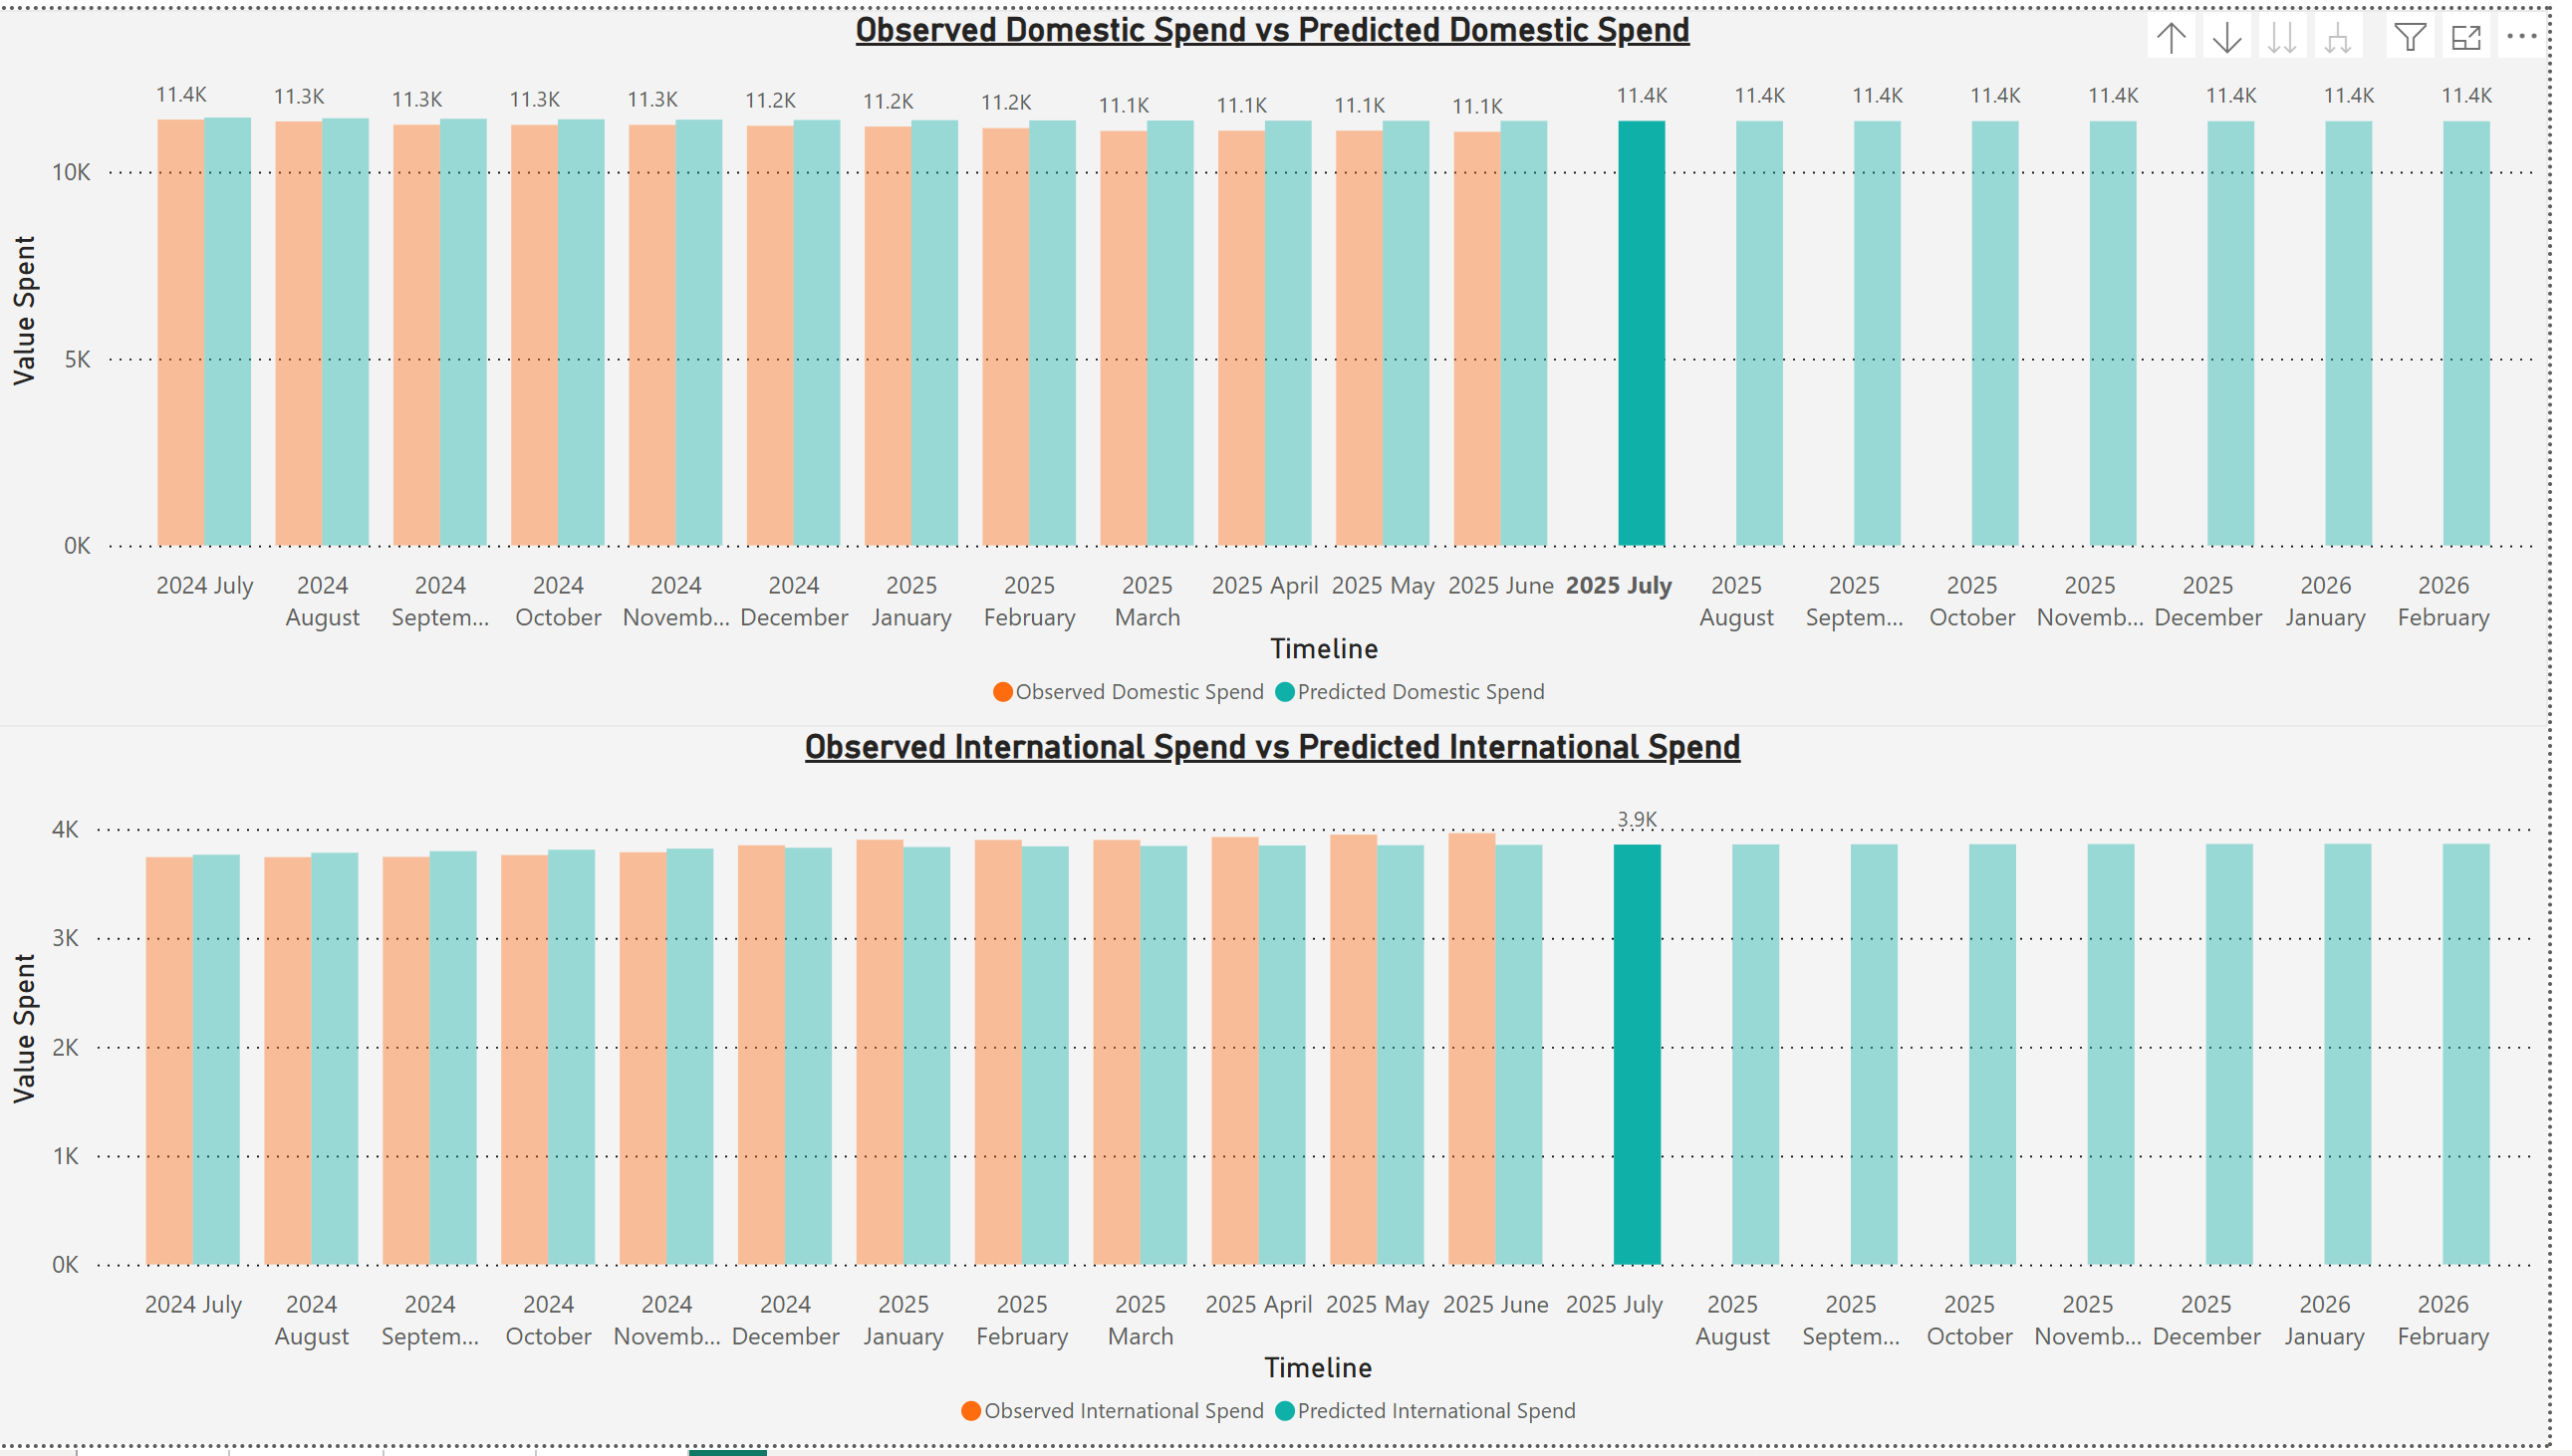 Observed Domestic Spend vs Predicted Domestic Spend
11.4K 11.3K 11.3K 11.3K 11.3K 11.2K 11.2K 11.2K 11.1K 11.1K 11.1K 11.1K 11.4K 11.4K 11.4K 11.4K 11.4K 11.4K 11.4K 11.4K
10K
5K
0K
Value Spent
2024 July 2024 2024 2024 2024 2024 2025 2025 2025 2025 April 2025 May 2025 June 2025 July 2025 2025 2025 2025 2025 2026 2026
August Septem... October Novemb... December January February March August Septem... October Novemb... December January February
Timeline
Observed Domestic Spend Predicted Domestic Spend
Observed International Spend vs Predicted International Spend
3.9K
4K
3K
2K
1K
0K
Value Spent
2024 July 2024 2024 2024 2024 2024 2025 2025 2025 2025 April 2025 May 2025 June 2025 July 2025 2025 2025 2025 2025 2026 2026
August Septem... October Novemb... December January February March August Septem... October Novemb... December January February
Timeline
Observed International Spend Predicted International Spend